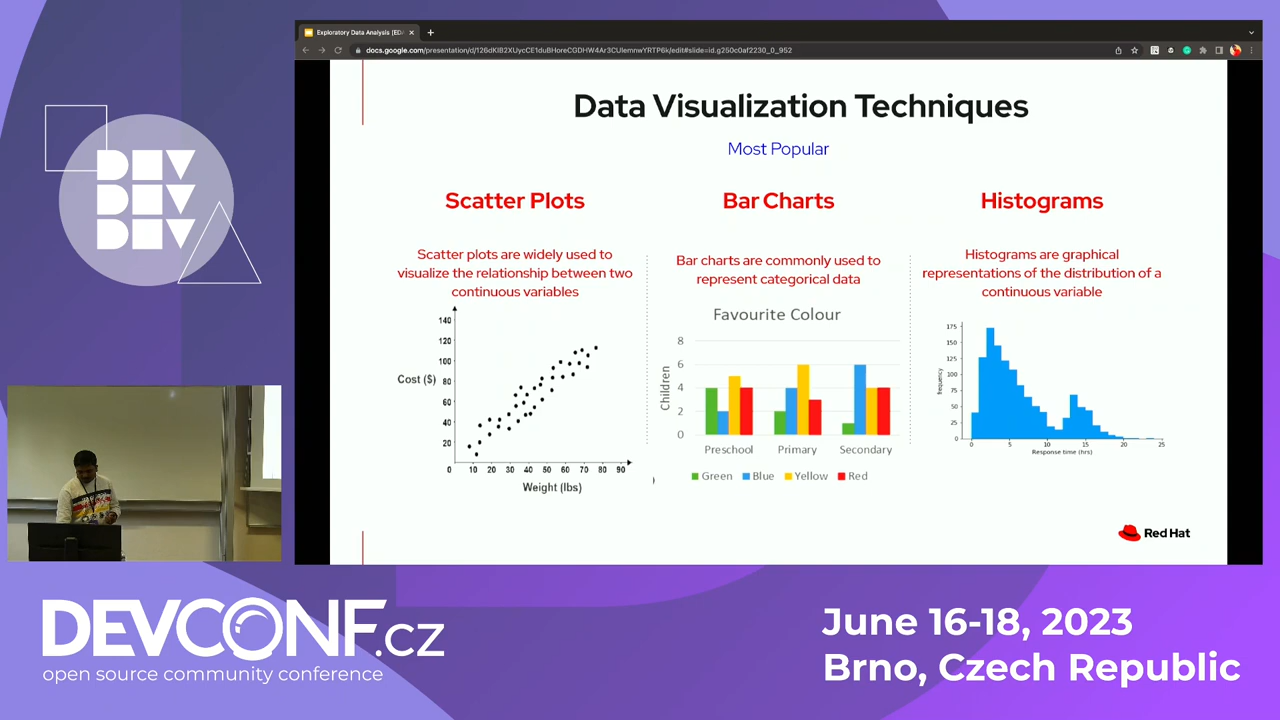 Exploratory Data Analysis [ED
docs.google.com/presentation/d/126dKIB2XUycCE1duBHoreCGDHW4Ar3CUlemnwYRTP6k/edit#slide=id.g250c0af2230_0_952
DEV
DEV
DEV
Data Visualization Techniques
Most Popular
Scatter Plots
Scatter plots are widely used to
visualize the relationship between two
continuous variables
140
120
100
80
60
40
20
0 10 20 30 40 50 60 70 80 90
Cost ($)
Weight (lbs)
Bar Charts
Bar charts are commonly used to
represent categorical data
Favourite Colour
8
6
4
2
0
Children
Preschool Primary Secondary
Green Blue Yellow Red
Histograms
Histograms are graphical
representations of the distribution of a
continuous variable
175
150
125
100
75
50
25
0
frequency
0 5 10 15 20 25
Response time (hrs)
Red Hat
DEVCONF.cz
open source community conference
June 16-18, 2023
Brno, Czech Republic